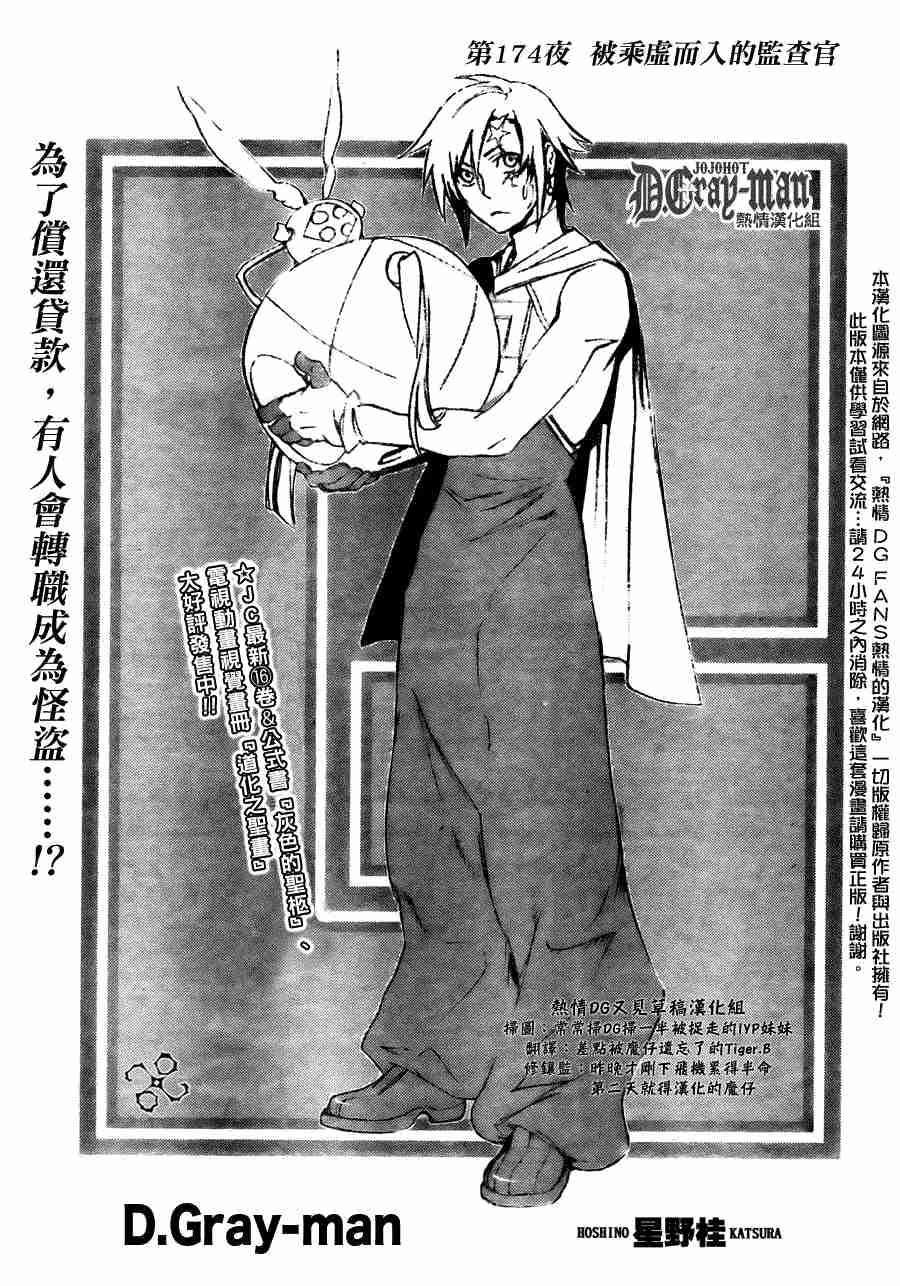 第174夜 被乘虛而入的監查官
為了償還貸款，有人會轉職成為怪盜……!?
JOJOHOT
D.Gray-man
熱情漢化組
本漢化圖源來自於網路，『熱情DG FANS熱情的漢化』一切版權歸原作者與出版社擁有！
此版本僅供學習試看交流…請24小時之內消除，喜歡這套漫畫請購買正版！謝謝。
★JC最新⑯卷&公式書『灰色的聖柩』、
電視動畫視覺畫冊『道化之聖畫』
大好評發售中!!
熱情DG又見草稿漢化組
掃圖：常常掃DG掃一半被捉走的IYP妹妹
翻譯：差點被魔仔遺忘了的Tiger.B
修鑲監：昨晚才剛下飛機累得半命
第二天就得漢化的魔仔
D.Gray-man
HOSHINO 星野桂 KATSURA